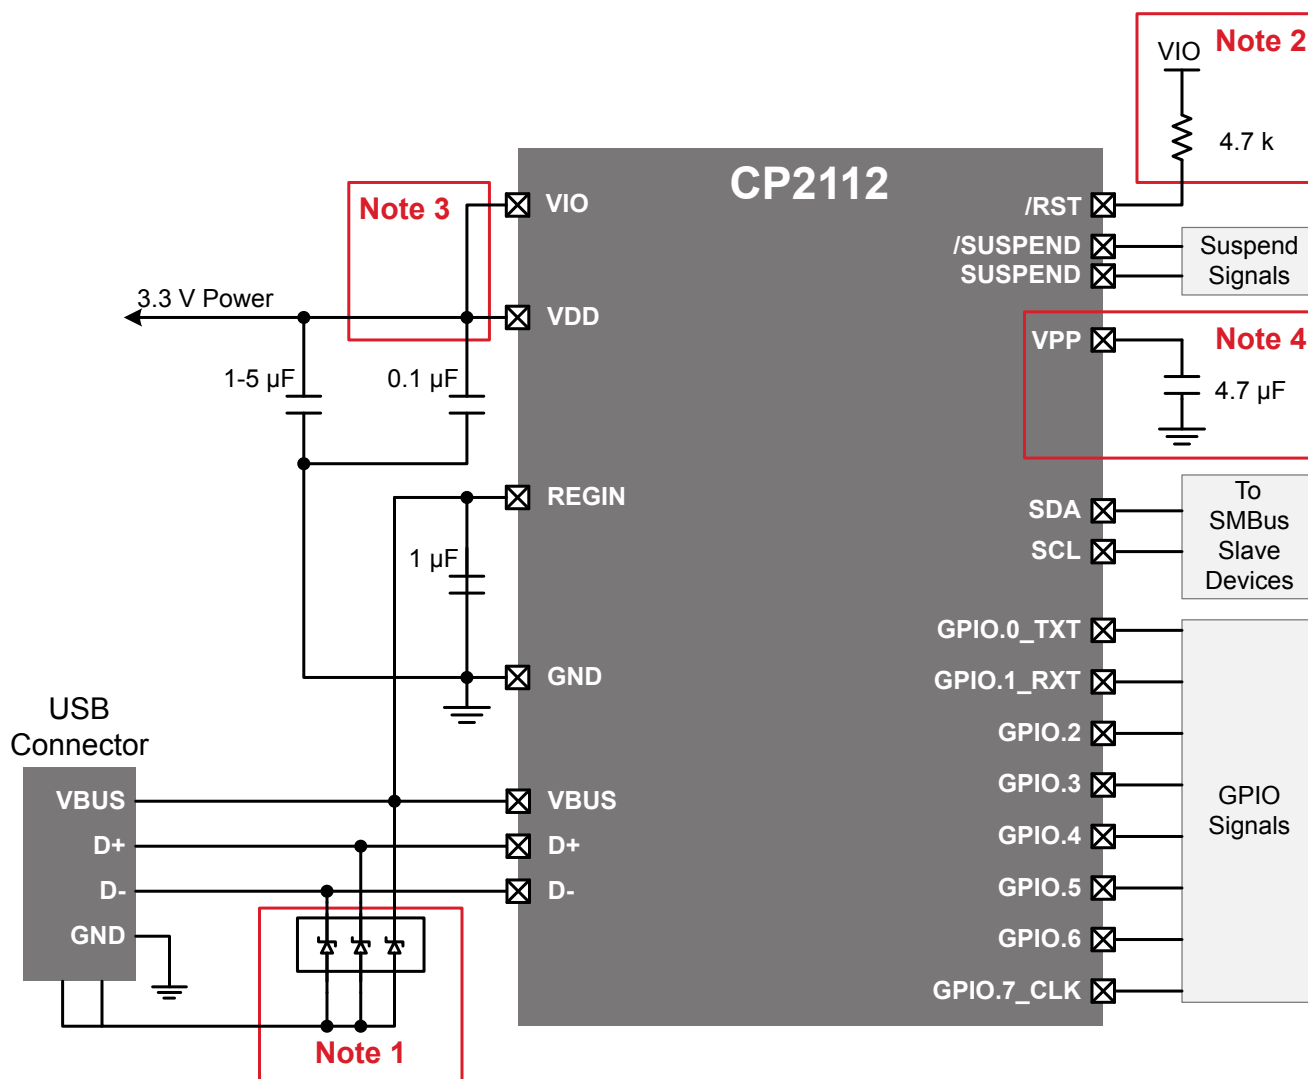 Note 2
VIO
4.7 k
CP2112
Note 3
VIO
/RST
/SUSPEND
SUSPEND
Suspend
Signals
3.3 V Power
VDD
VPP
Note 4
1-5 µF
0.1 µF
4.7 µF
REGIN
SDA
SCL
To
SMBus
Slave
Devices
1 µF
GPIO.0_TXT
GND
GPIO.1_RXT
USB
Connector
GPIO.2
GPIO.3
GPIO.4
GPIO.5
GPIO.6
GPIO.7_CLK
GPIO
Signals
VBUS
VBUS
D+
D+
D-
D-
GND
Note 1